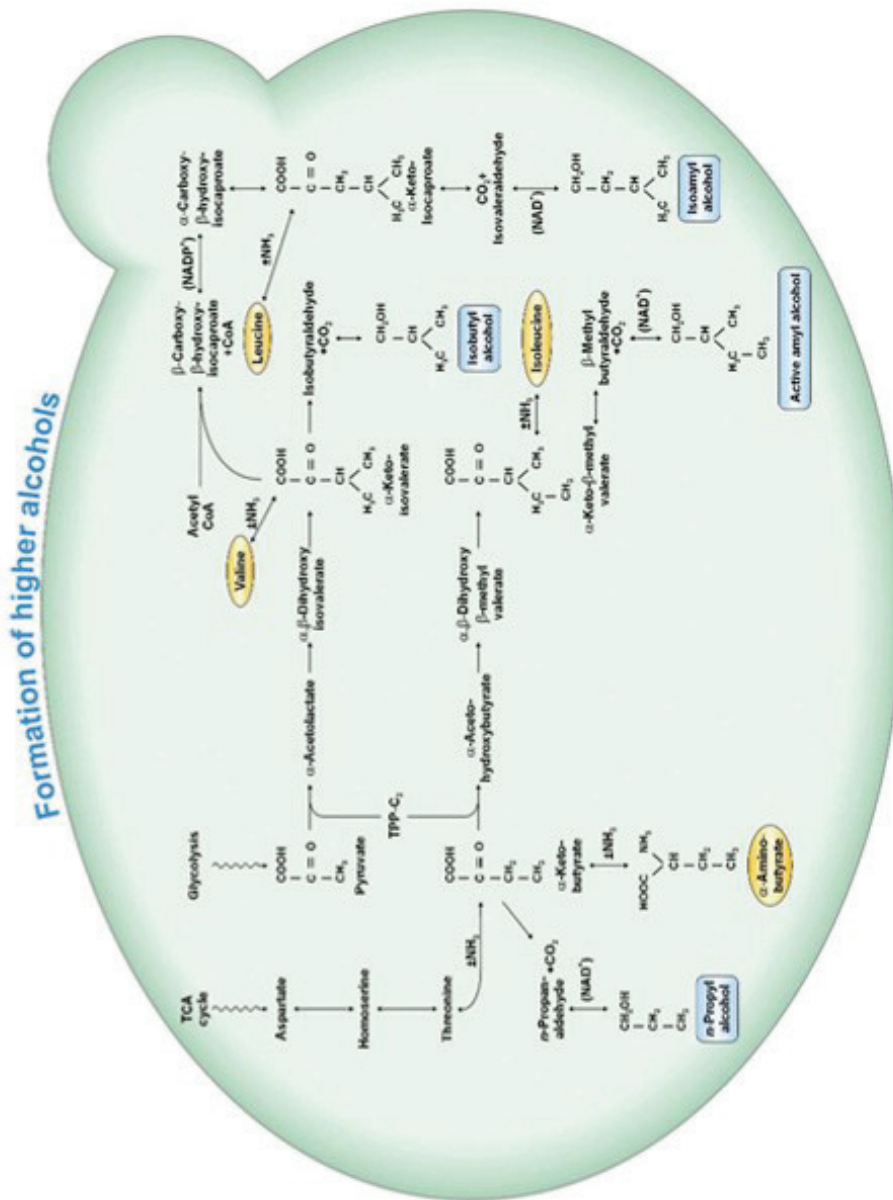 Formation of higher alcohols
TCA
cycle
Aspartate
Homoserine
Threonine
±NH3
n-Propan-
aldehyde
•CO2
(NAD+)
CH2OH
CH2
CH3
n-Propyl
alcohol
Glycolysis
COOH
C = O
CH3
Pyruvate
TPP-C2
COOH
C = O
CH2
CH3
α-Keto-
butyrate
±NH3
HOOC NH2
CH
CH2
CH3
α-Amino-
butyrate
α-Acetolactate
α-Aceto-
hydroxybutyrate
α,β-Dihydroxy
isovalerate
α,β-Dihydroxy
β-methyl
valerate
Acetyl
CoA
Valine
±NH3
COOH
C = O
CH
H3C CH3
α-Keto-
isovalerate
COOH
C = O
CH
H3C CH2
CH3
±NH3
Isoleucine
α-Keto-β-methyl
valerate
β-Carboxy-
β-hydroxy-
isocaproate
+CoA
(NADP+)
α-Carboxy-
β-hydroxy-
isocaproate
Leucine
±NH3
Isobutyraldehyde
•CO2
CH2OH
CH
H3C CH3
Isobutyl
alcohol
β-Methyl
butyraldehyde
•CO2
(NAD+)
CH2OH
CH
H2C CH3
CH3
Active amyl alcohol
COOH
C = O
CH2
CH
H3C CH3
α-Keto-
Isocaproate
CO2+
Isovaleraldehyde
(NAD+)
CH2OH
CH2
CH
H3C CH3
Isoamyl
alcohol